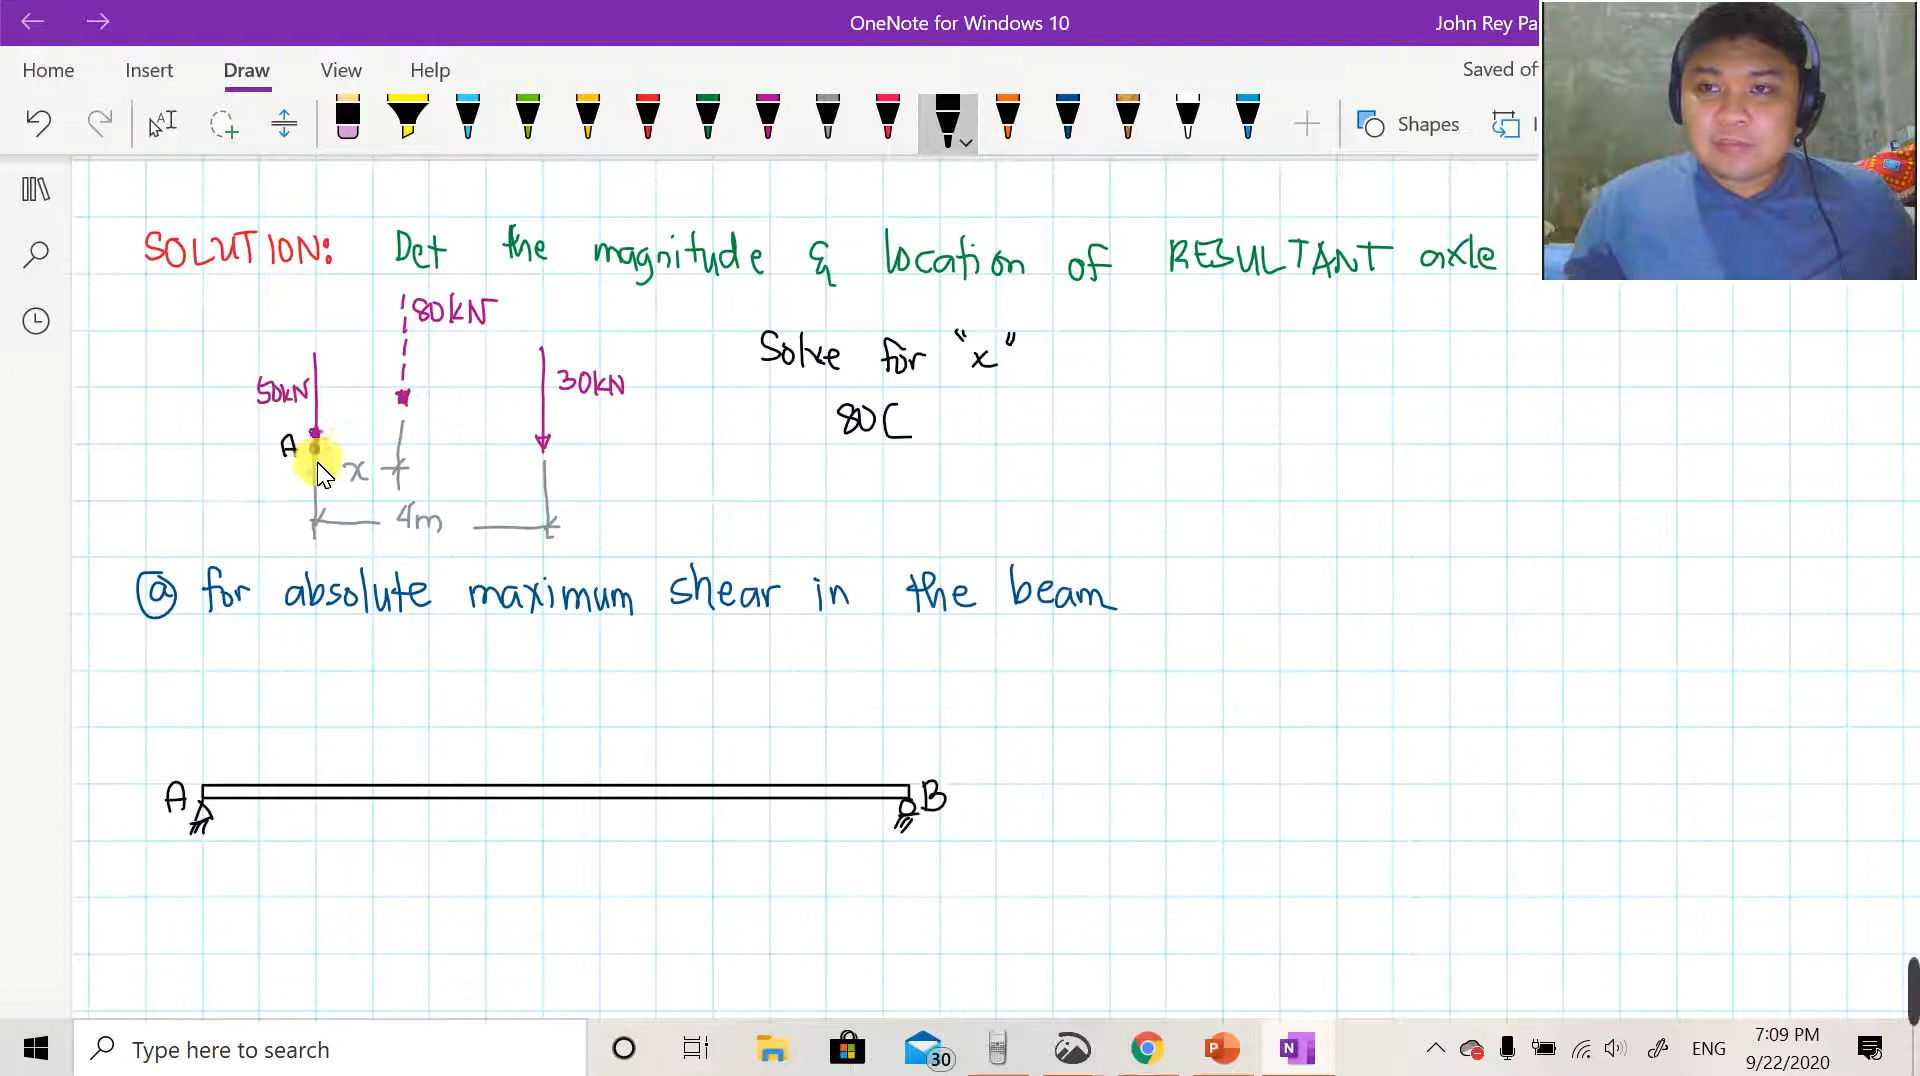 OneNote for Windows 10
John Rey Pa
Home Insert Draw View Help
Saved of
Shapes
SOLUTION: Det the magnitude & location of RESULTANT axle
80kN
Solve for "x"
50kN
30kN
80(
A
x
4m
(a) for absolute maximum shear in the beam
A
B
Type here to search
30
ENG
7:09 PM
9/22/2020